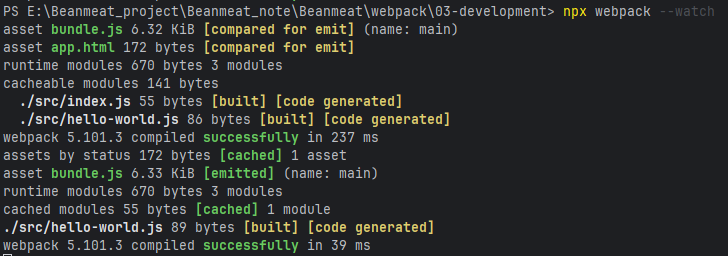 PS E:\Beanmeat_project\Beanmeat_note\Beanmeat\webpack\03-development> npx webpack --watch
asset bundle.js 6.32 KiB [compared for emit] (name: main)
asset app.html 172 bytes [compared for emit]
runtime modules 670 bytes 3 modules
cacheable modules 141 bytes
  ./src/index.js 55 bytes [built] [code generated]
  ./src/hello-world.js 86 bytes [built] [code generated]
webpack 5.101.3 compiled successfully in 237 ms
assets by status 172 bytes [cached] 1 asset
asset bundle.js 6.33 KiB [emitted] (name: main)
runtime modules 670 bytes 3 modules
cached modules 55 bytes [cached] 1 module
./src/hello-world.js 89 bytes [built] [code generated]
webpack 5.101.3 compiled successfully in 39 ms